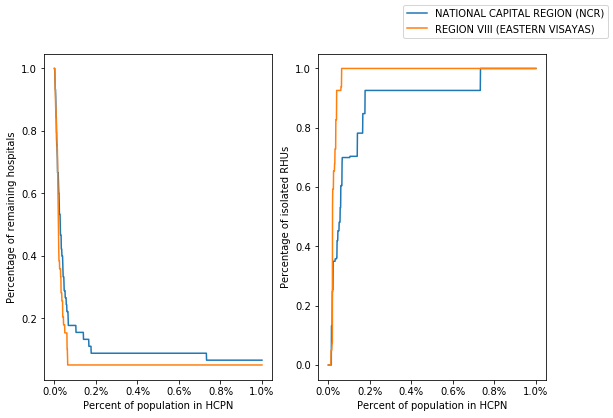 NATIONAL CAPITAL REGION (NCR)
REGION VIII (EASTERN VISAYAS)
Percentage of remaining hospitals
1.0
0.8
0.6
0.4
0.2
0.0% 0.2% 0.4% 0.6% 0.8% 1.0%
Percent of population in HCPN
Percentage of isolated RHUs
1.0
0.8
0.6
0.4
0.2
0.0
0.0% 0.2% 0.4% 0.6% 0.8% 1.0%
Percent of population in HCPN